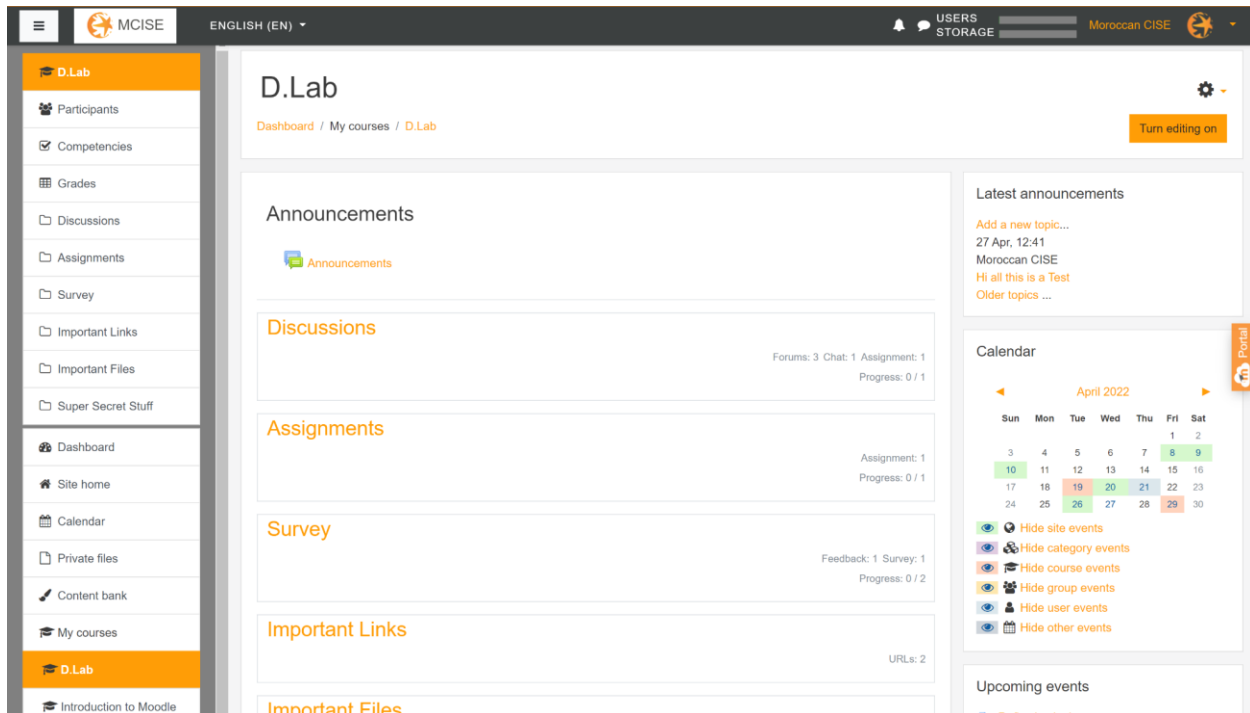 MCISE
ENGLISH (EN)
USERS
STORAGE
Moroccan CISE
D.Lab
Participants
Competencies
Grades
Discussions
Assignments
Survey
Important Links
Important Files
Super Secret Stuff
Dashboard
Site home
Calendar
Private files
Content bank
My courses
D.Lab
Introduction to Moodle
D.Lab
Dashboard / My courses / D.Lab
Turn editing on
Announcements
Announcements
Discussions
Forums: 3 Chat: 1 Assignment: 1
Progress: 0 / 1
Assignments
Assignment: 1
Progress: 0 / 1
Survey
Feedback: 1 Survey: 1
Progress: 0 / 2
Important Links
URLs: 2
Important Files
Latest announcements
Add a new topic...
27 Apr, 12:41
Moroccan CISE
Hi all this is a Test
Older topics ...
Calendar
April 2022
Sun Mon Tue Wed Thu Fri Sat
1 2
3 4 5 6 7 8 9
10 11 12 13 14 15 16
17 18 19 20 21 22 23
24 25 26 27 28 29 30
Hide site events
Hide category events
Hide course events
Hide group events
Hide user events
Hide other events
Upcoming events
Portal